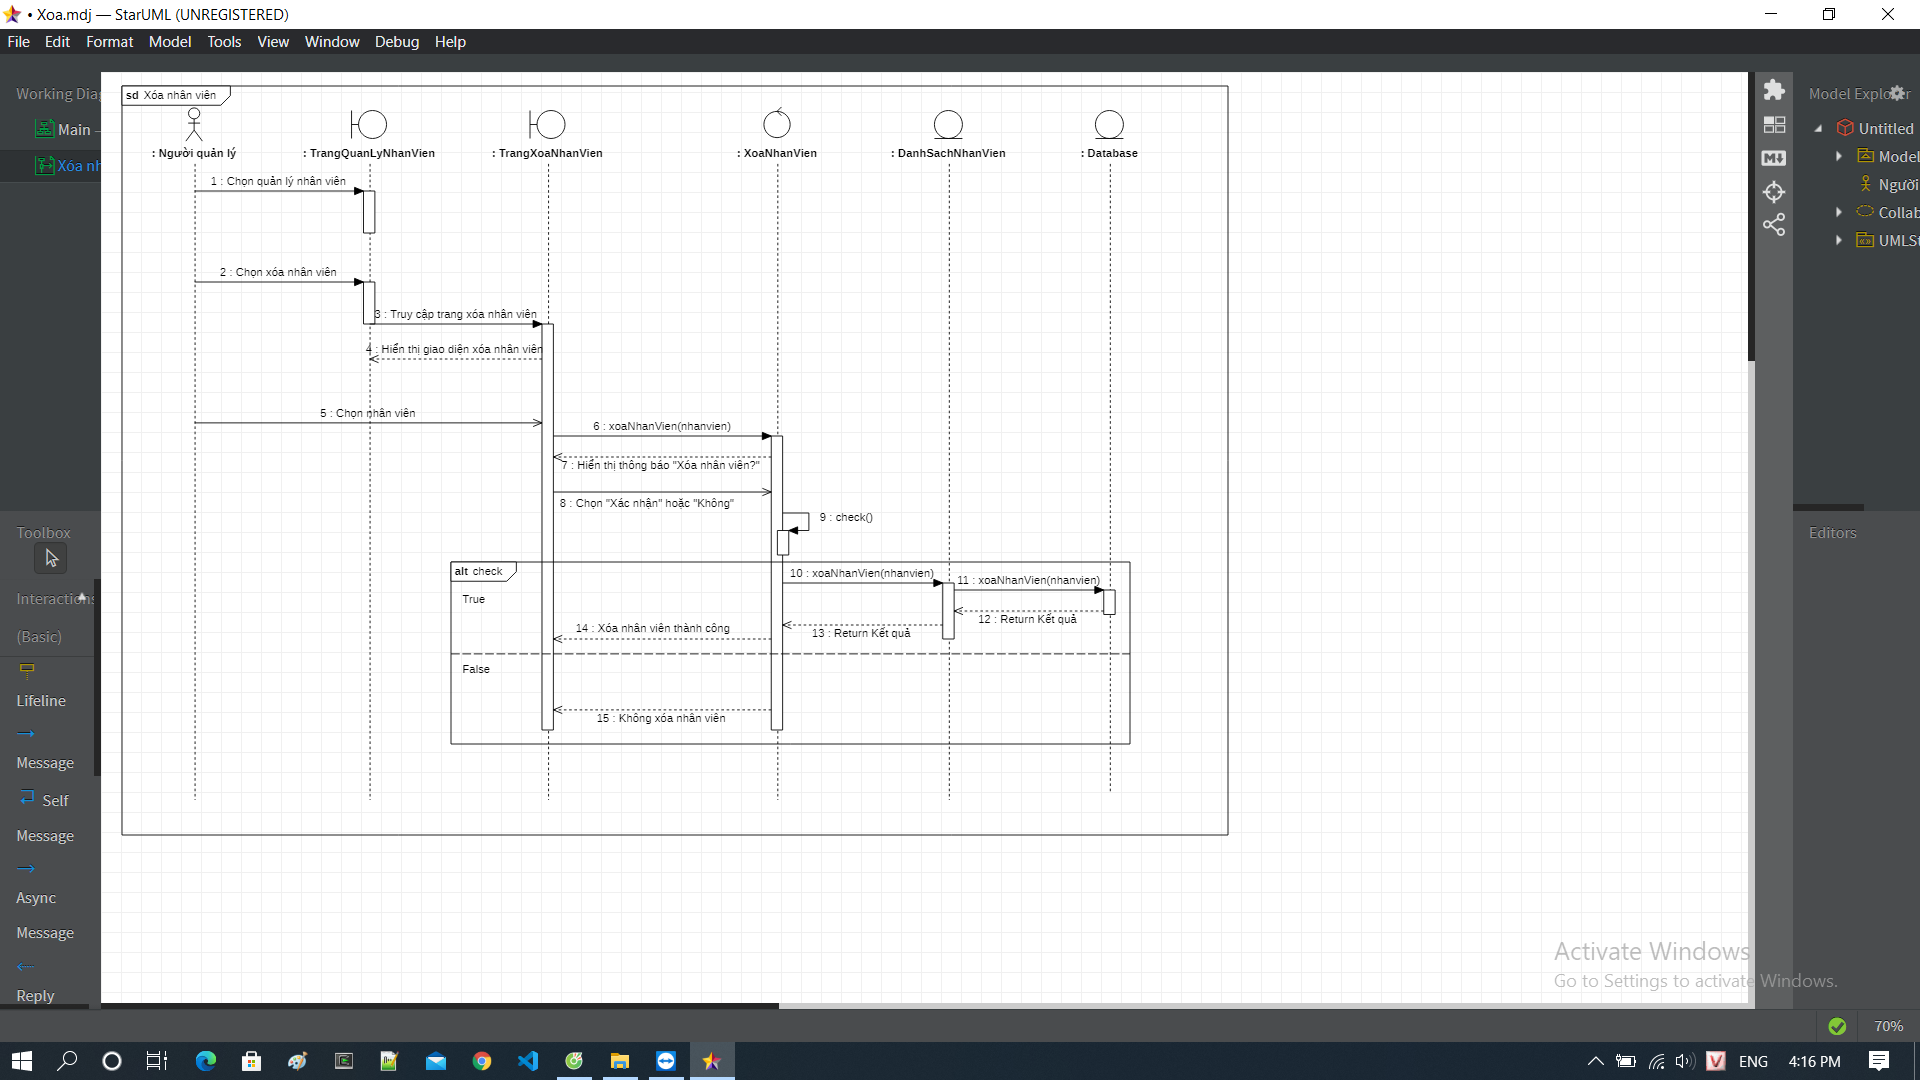 • Xoa.mdj — StarUML (UNREGISTERED)
File Edit Format Model Tools View Window Debug Help
Working Dia
Main –
Xóa nh
Toolbox
Interactions
(Basic)
Lifeline
Message
Self
Message
Async
Message
Reply
sd Xóa nhân viên
: Người quản lý
: TrangQuanLyNhanVien
: TrangXoaNhanVien
: XoaNhanVien
: DanhSachNhanVien
: Database
1 : Chọn quản lý nhân viên
2 : Chọn xóa nhân viên
3 : Truy cập trang xóa nhân viên
4 : Hiển thị giao diện xóa nhân viên
5 : Chọn nhân viên
6 : xoaNhanVien(nhanvien)
7 : Hiển thị thông báo "Xóa nhân viên?"
8 : Chọn "Xác nhận" hoặc "Không"
9 : check()
alt check
True
10 : xoaNhanVien(nhanvien)
11 : xoaNhanVien(nhanvien)
12 : Return Kết quả
13 : Return Kết quả
14 : Xóa nhân viên thành công
False
15 : Không xóa nhân viên
Model Explorer
Untitled
Model
Người
Collab
UMLSt
Editors
Activate Windows
Go to Settings to activate Windows.
70%
ENG
4:16 PM